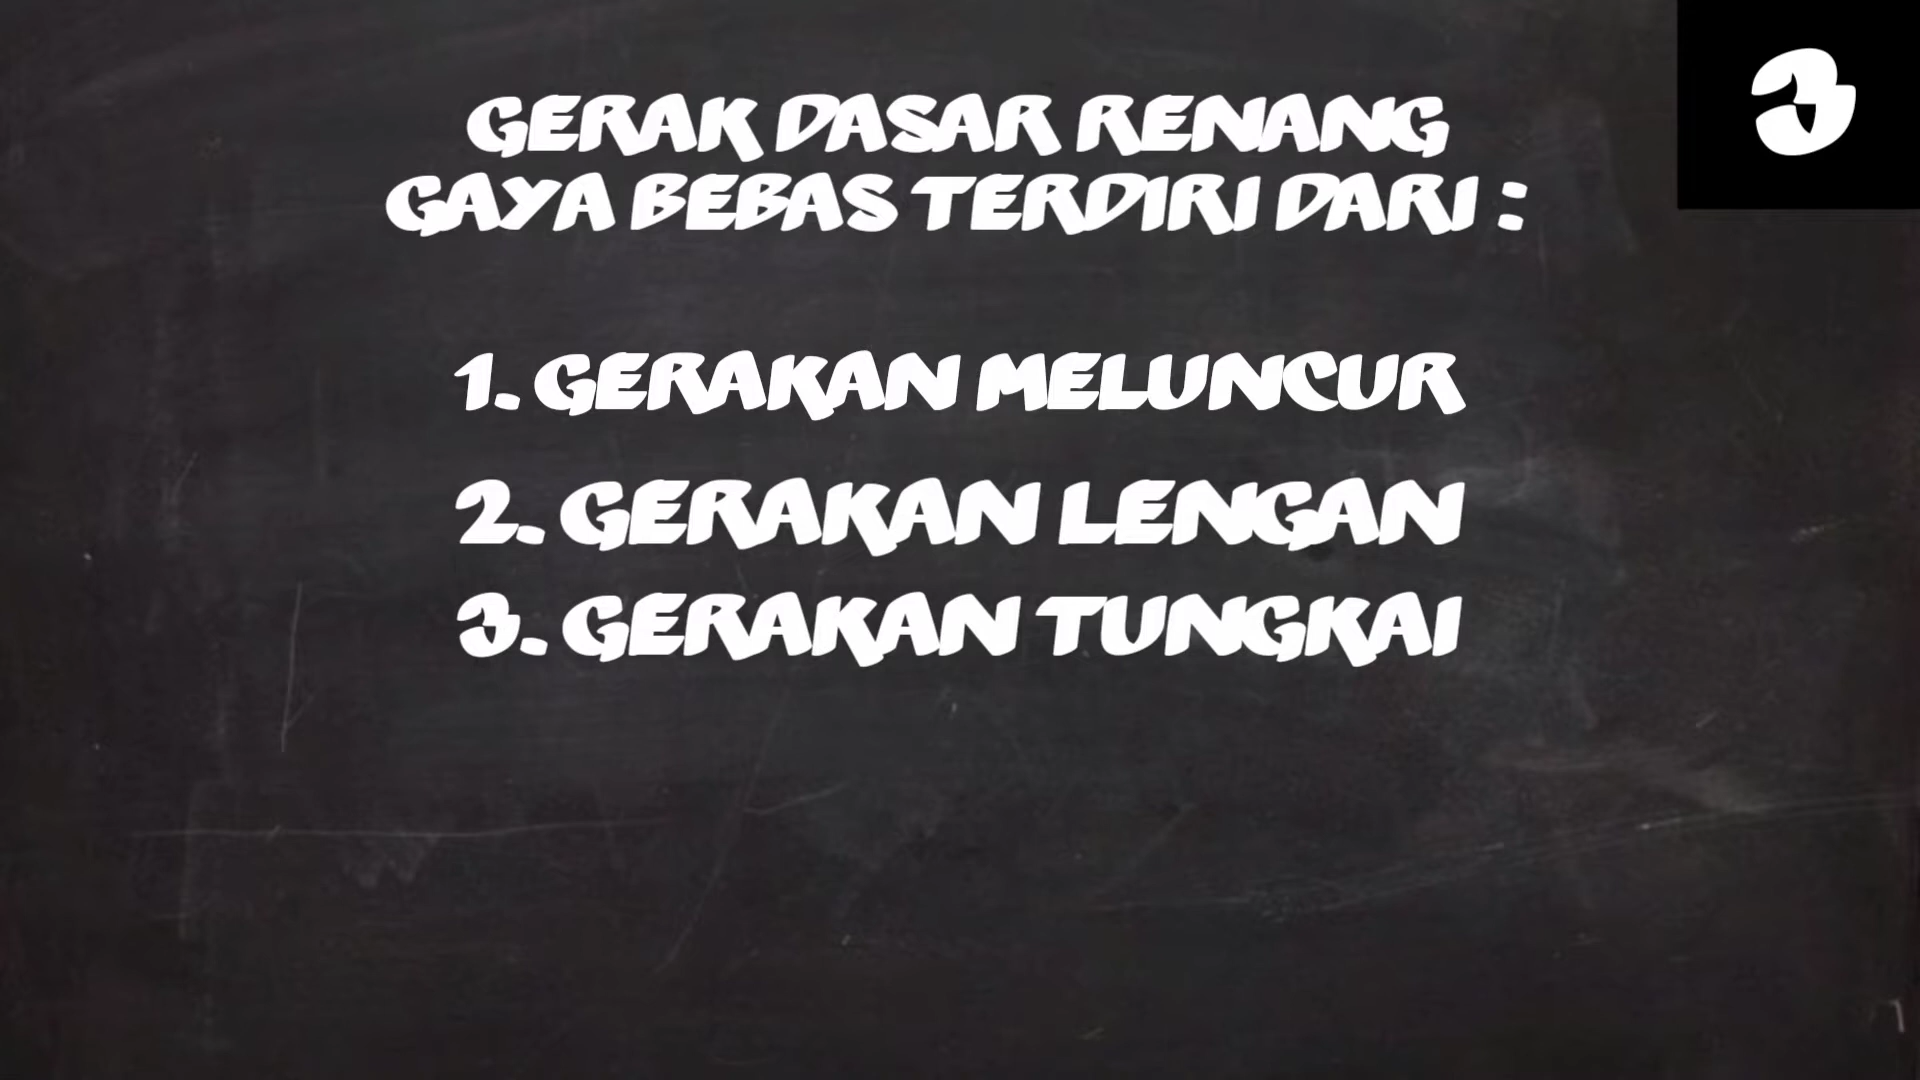 3
GERAK DASAR RENANG
GAYA BEBAS TERDIRI DARI :
1. GERAKAN MELUNCUR
2. GERAKAN LENGAN
3. GERAKAN TUNGKAI